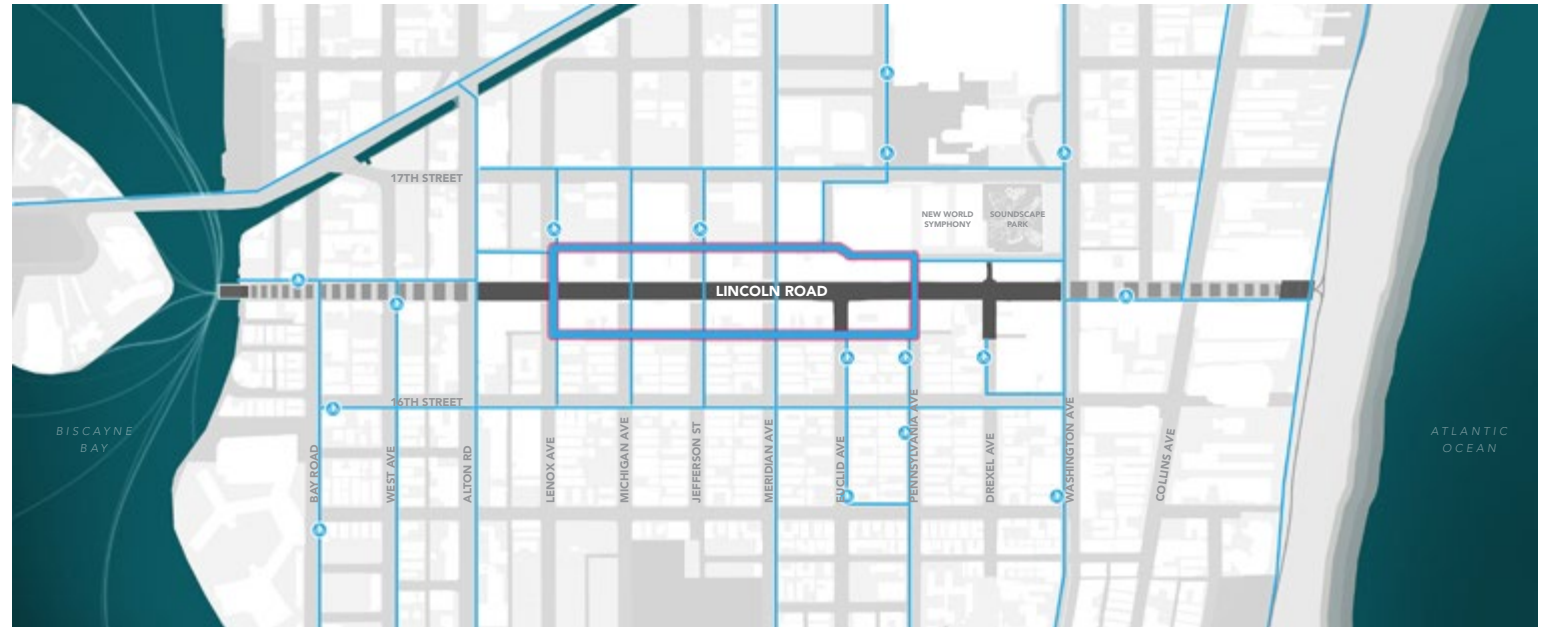 17TH STREET
NEW WORLD
SYMPHONY
SOUNDSCAPE
PARK
LINCOLN ROAD
16TH STREET
BISCAYNE
BAY
ATLANTIC
OCEAN
BAY ROAD
WEST AVE
ALTON RD
LENOX AVE
MICHIGAN AVE
JEFFERSON ST
MERIDIAN AVE
EUCLID AVE
PENNSYLVANIA AVE
DREXEL AVE
WASHINGTON AVE
COLLINS AVE